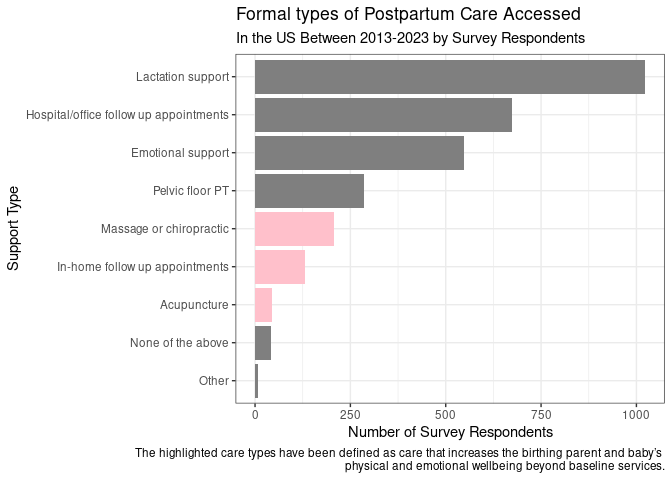 Formal types of Postpartum Care Accessed
In the US Between 2013-2023 by Survey Respondents
Support Type
Lactation support
Hospital/office follow up appointments
Emotional support
Pelvic floor PT
Massage or chiropractic
In-home follow up appointments
Acupuncture
None of the above
Other
0 250 500 750 1000
Number of Survey Respondents
The highlighted care types have been defined as care that increases the birthing parent and baby's
physical and emotional wellbeing beyond baseline services.